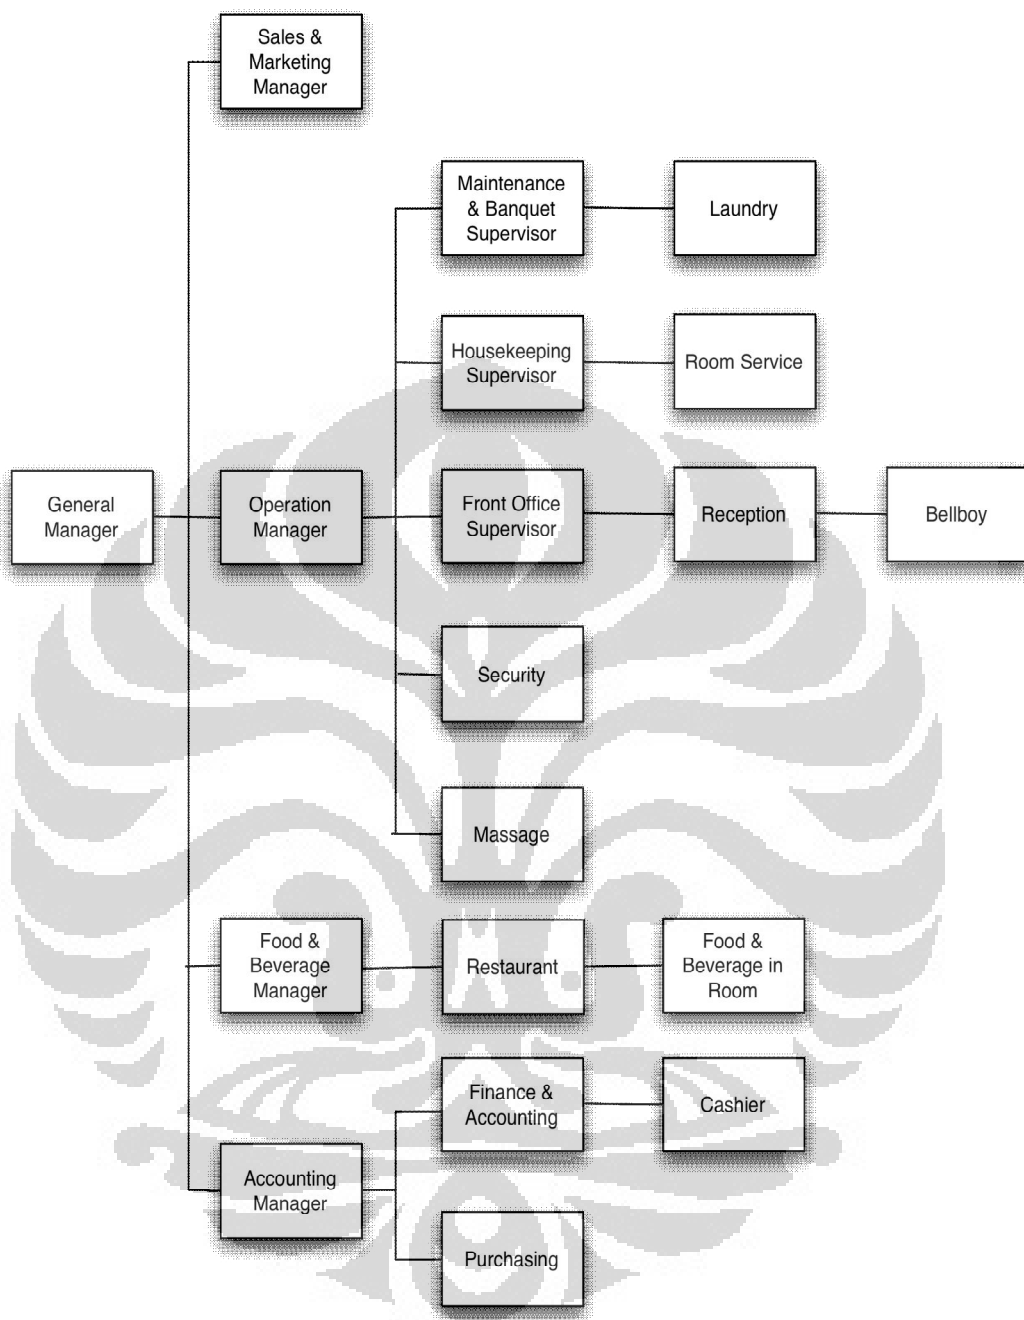 Sales &
Marketing
Manager
Maintenance
& Banquet
Supervisor
Laundry
Housekeeping
Supervisor
Room Service
General
Manager
Operation
Manager
Front Office
Supervisor
Reception
Bellboy
Security
Massage
Food &
Beverage
Manager
Restaurant
Food &
Beverage in
Room
Finance &
Accounting
Cashier
Accounting
Manager
Purchasing